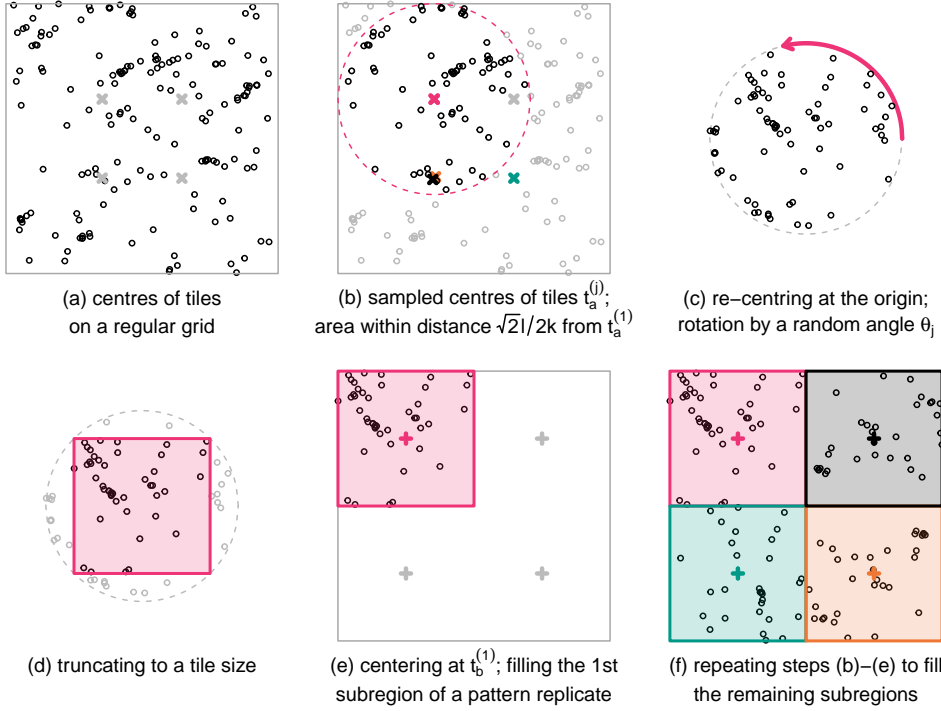 (a) centres of tiles
on a regular grid
(b) sampled centres of tiles t_a^(j);
area within distance √2l/2k from t_a^(1)
(c) re−centring at the origin;
rotation by a random angle θ_j
(d) truncating to a tile size
(e) centering at t_b^(1); filling the 1st
subregion of a pattern replicate
(f) repeating steps (b)−(e) to fill
the remaining subregions